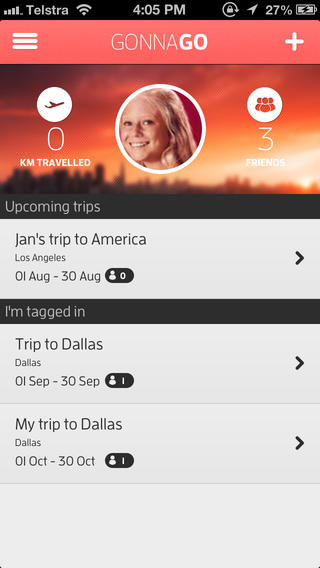 Telstra 4:05 PM 27%
GONNAGO
0 3
KM TRAVELLED FRIENDS
Upcoming trips
Jan's trip to America
Los Angeles
01 Aug - 30 Aug 0
I'm tagged in
Trip to Dallas
Dallas
01 Sep - 30 Sep 1
My trip to Dallas
Dallas
01 Oct - 30 Oct 1